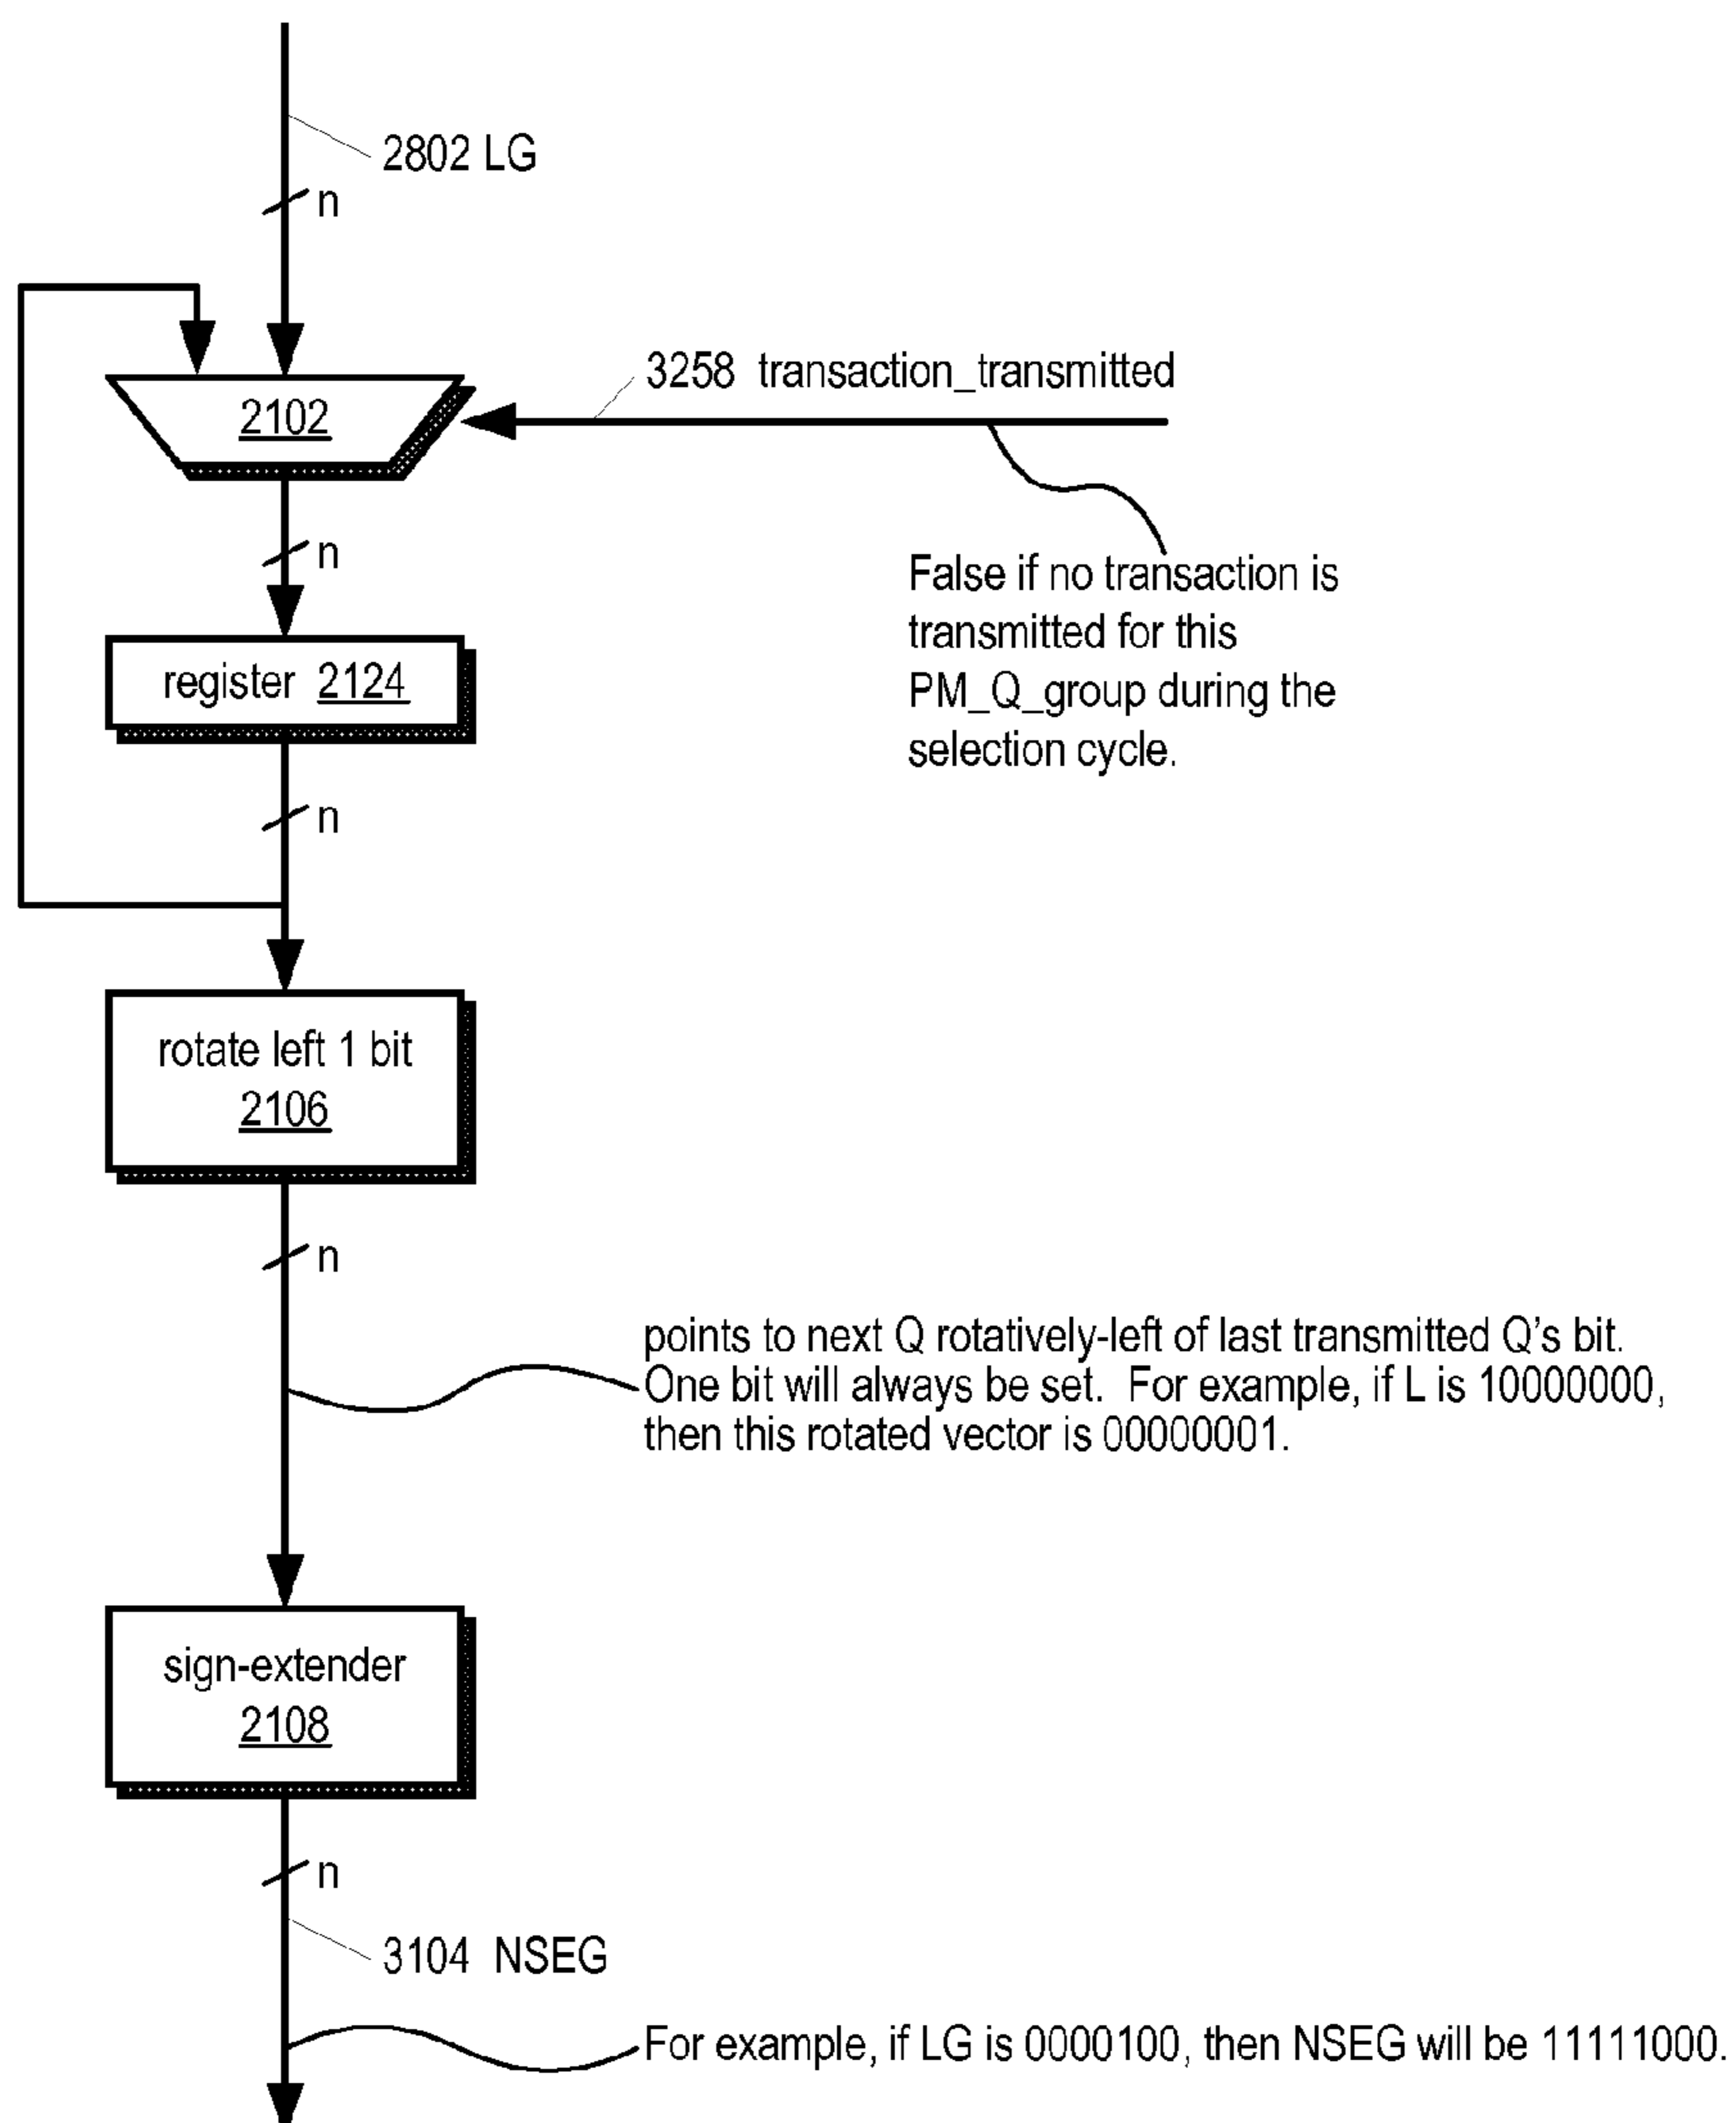 2802 LG
n
3258 transaction_transmitted
2102
n
False if no transaction is
transmitted for this
PM_Q_group during the
selection cycle.
register 2124
n
rotate left 1 bit
2106
n
points to next Q rotatively-left of last transmitted Q's bit.
One bit will always be set. For example, if L is 10000000,
then this rotated vector is 00000001.
sign-extender
2108
n
3104 NSEG
For example, if LG is 0000100, then NSEG will be 11111000.